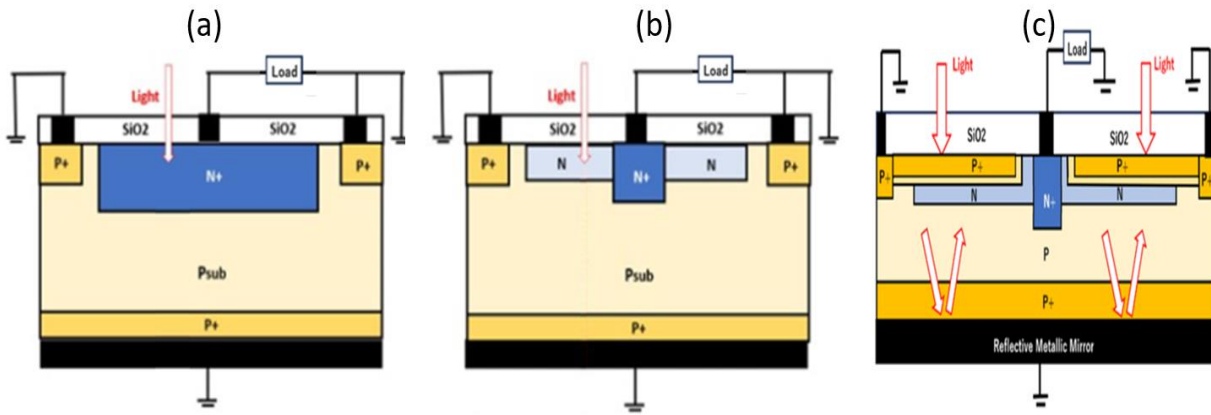 (a)
Load
Light
SiO2
SiO2
P+
P+
N+
Psub
P+
(b)
Load
Light
SiO2
SiO2
P+
N
N+
N
P+
Psub
P+
(c)
Load
Light
Light
SiO2
SiO2
P+
P+
P+
P+
N
N+
N
P
P+
Reflective Metallic Mirror